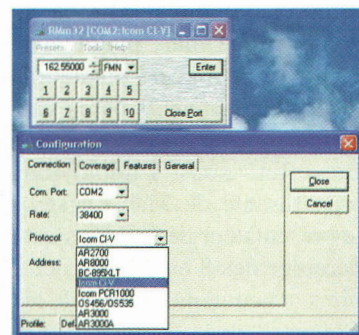 RMm32 [COM2: Icom CI-V]
Presets Tools Help
162.55000 FMN Enter
1 2 3 4 5
6 7 8 9 10 Close Port
Configuration
Connection Coverage Features General
Close
Com. Port: COM2
Cancel
Rate: 38400
Protocol: Icom CI-V
Address:
AR2700
AR8000
BC-895XLT
Icom CI-V
Icom PCR1000
OS456/OS535
AR3000
Profile: AR3000A